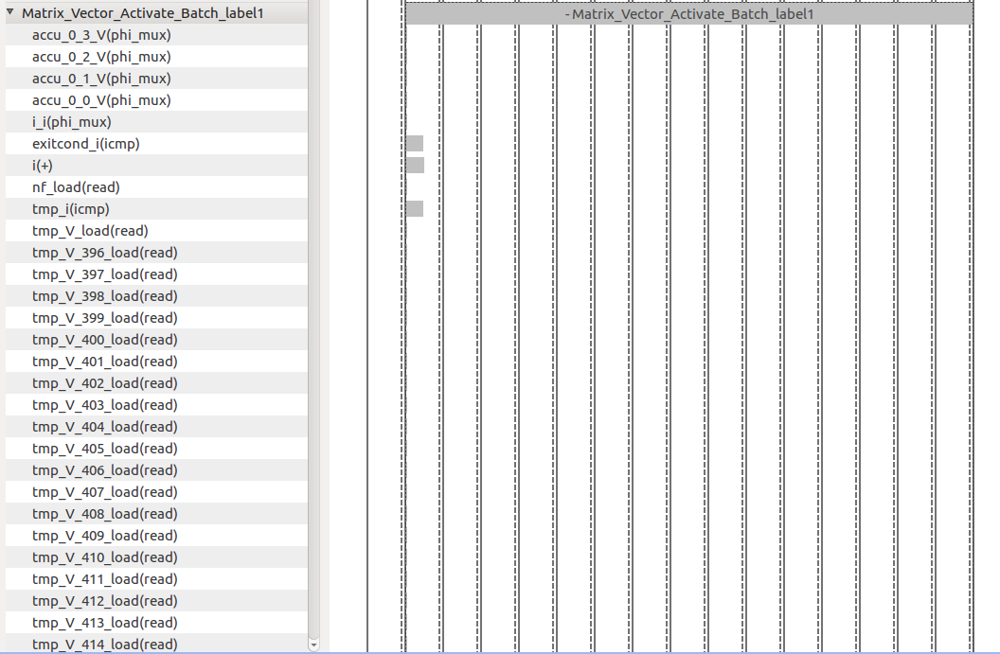 Matrix_Vector_Activate_Batch_label1
-Matrix_Vector_Activate_Batch_label1
accu_0_3_V(phi_mux)
accu_0_2_V(phi_mux)
accu_0_1_V(phi_mux)
accu_0_0_V(phi_mux)
i_i(phi_mux)
exitcond_i(icmp)
i(+)
nf_load(read)
tmp_i(icmp)
tmp_V_load(read)
tmp_V_396_load(read)
tmp_V_397_load(read)
tmp_V_398_load(read)
tmp_V_399_load(read)
tmp_V_400_load(read)
tmp_V_401_load(read)
tmp_V_402_load(read)
tmp_V_403_load(read)
tmp_V_404_load(read)
tmp_V_405_load(read)
tmp_V_406_load(read)
tmp_V_407_load(read)
tmp_V_408_load(read)
tmp_V_409_load(read)
tmp_V_410_load(read)
tmp_V_411_load(read)
tmp_V_412_load(read)
tmp_V_413_load(read)
tmp_V_414_load(read)